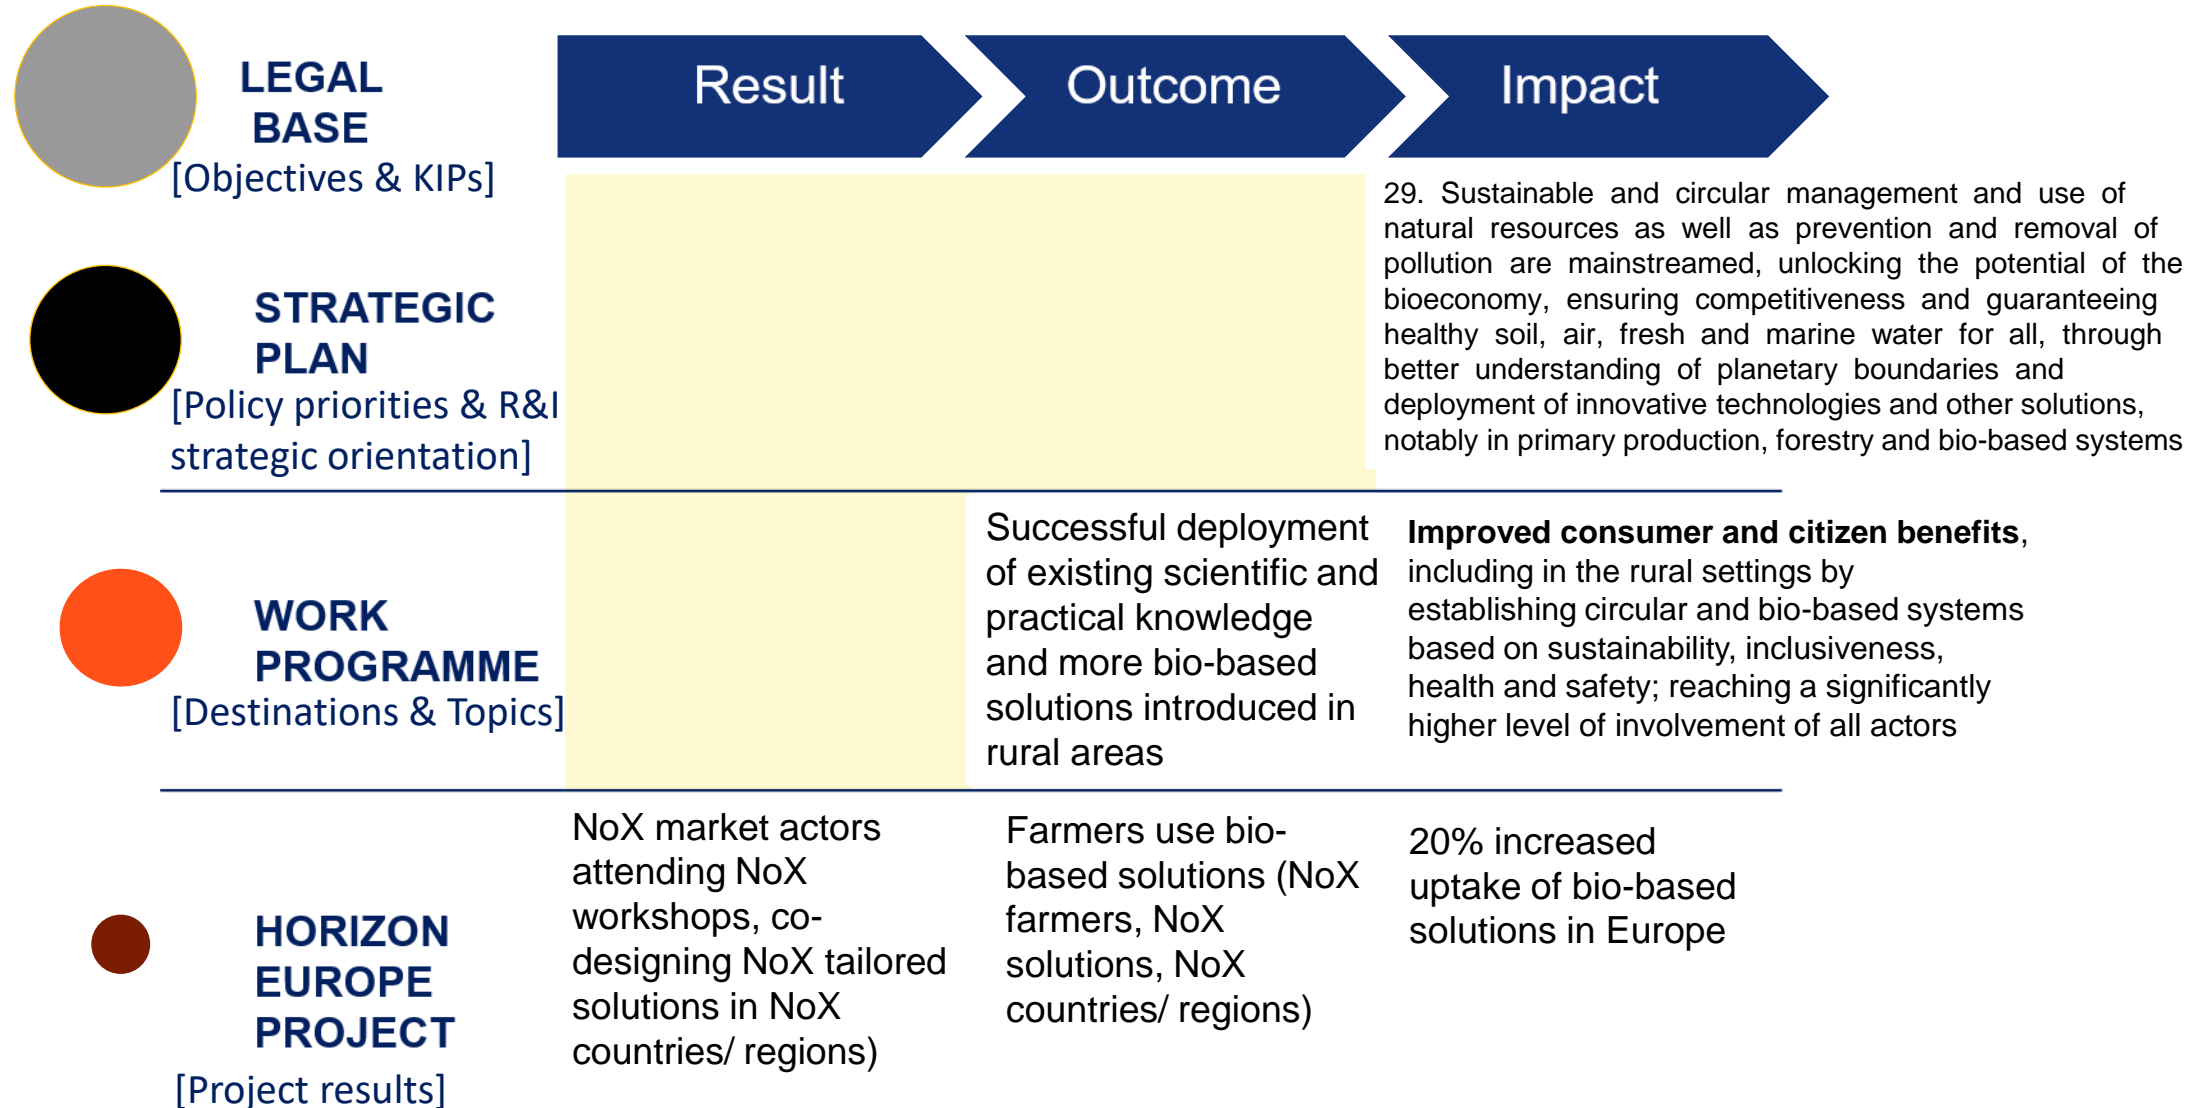 LEGAL
BASE
[Objectives & KIPs]
Result
Outcome
Impact
29. Sustainable and circular management and use of
natural resources as well as prevention and removal of
pollution are mainstreamed, unlocking the potential of the
bioeconomy, ensuring competitiveness and guaranteeing
healthy soil, air, fresh and marine water for all, through
better understanding of planetary boundaries and
deployment of innovative technologies and other solutions,
notably in primary production, forestry and bio-based systems
STRATEGIC
PLAN
[Policy priorities & R&I
strategic orientation]
WORK
PROGRAMME
[Destinations & Topics]
Successful deployment
of existing scientific and
practical knowledge
and more bio-based
solutions introduced in
rural areas
Improved consumer and citizen benefits,
including in the rural settings by
establishing circular and bio-based systems
based on sustainability, inclusiveness,
health and safety; reaching a significantly
higher level of involvement of all actors
HORIZON
EUROPE
PROJECT
[Project results]
NoX market actors
attending NoX
workshops, co-
designing NoX tailored
solutions in NoX
countries/ regions)
Farmers use bio-
based solutions (NoX
farmers, NoX
solutions, NoX
countries/ regions)
20% increased
uptake of bio-based
solutions in Europe